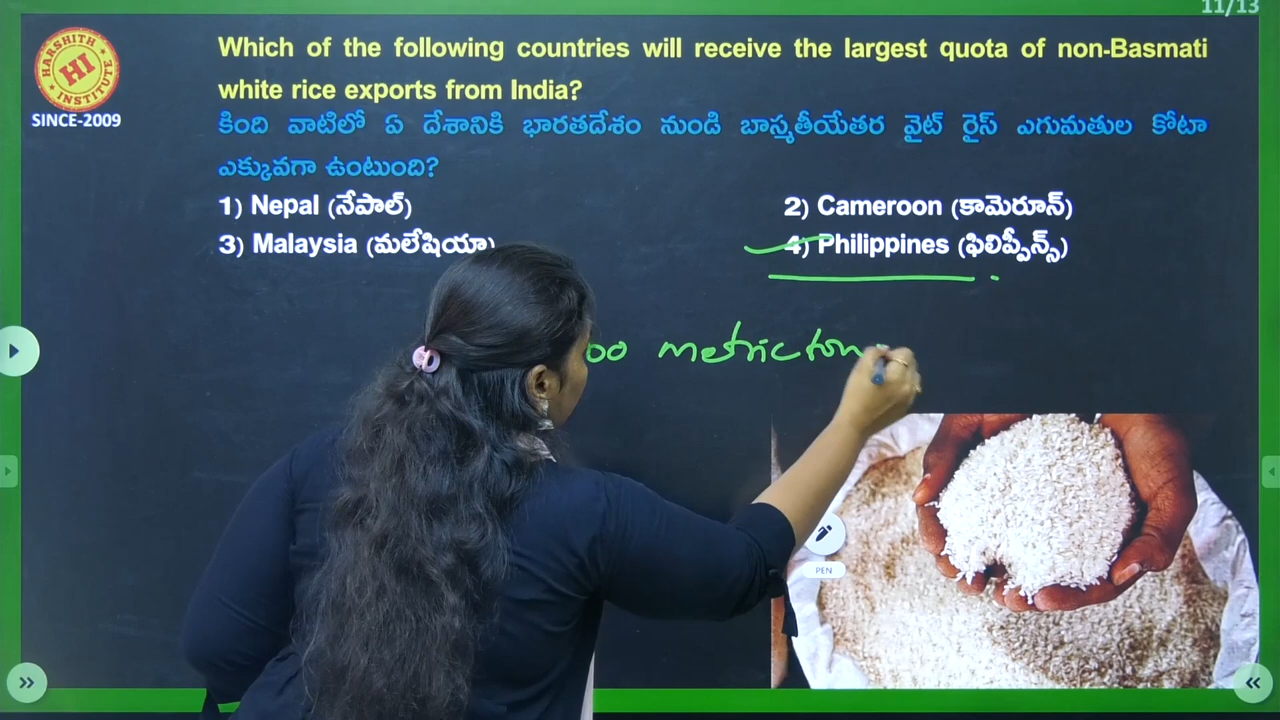 11/13
HARSHITH
HI
INSTITUTE
SINCE-2009
Which of the following countries will receive the largest quota of non-Basmati
white rice exports from India?
కింది వాటిలో ఏ దేశానికి భారతదేశం నుండి బాస్మతీయేతర వైట్ రైస్ ఎగుమతుల కోటా
ఎక్కువగా ఉంటుంది?
1) Nepal (నేపాల్) 2) Cameroon (కామెరూన్)
3) Malaysia (మలేషియా) 4) Philippines (ఫిలిప్పీన్స్)
00 metric ton
PEN